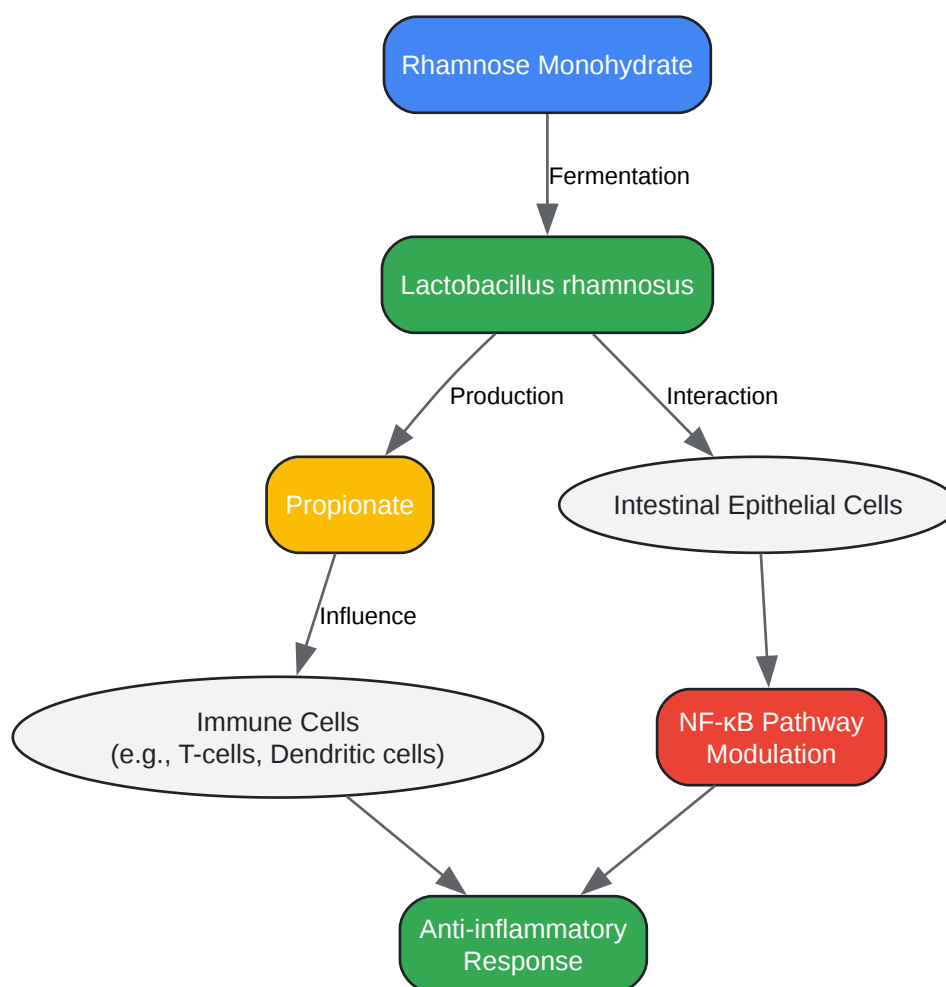 Rhamnose Monohydrate
Fermentation
Lactobacillus rhamnosus
Production
Interaction
Propionate
Intestinal Epithelial Cells
Influence
Immune Cells
(e.g., T-cells, Dendritic cells)
NF-κB Pathway
Modulation
Anti-inflammatory
Response